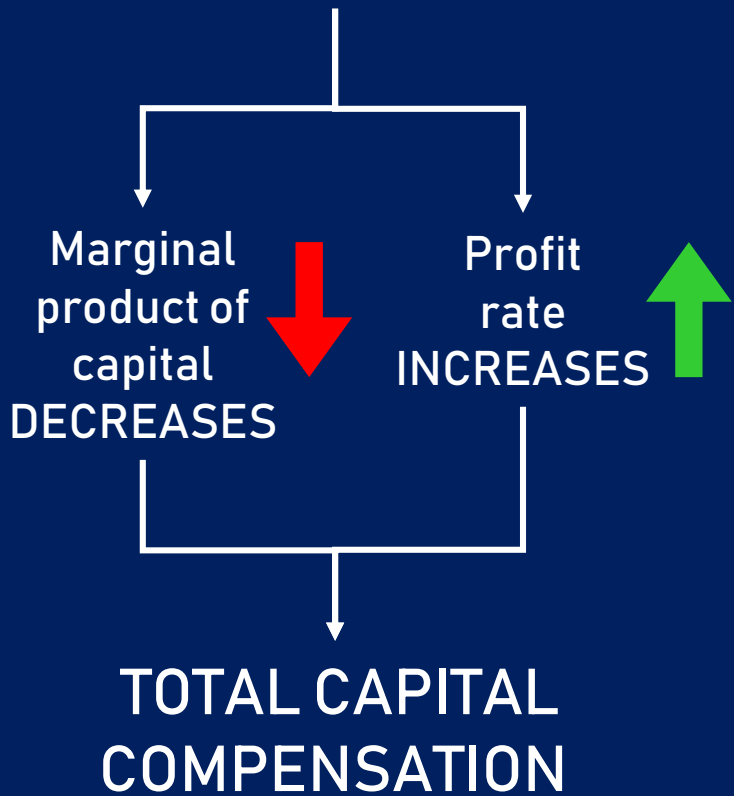 Marginal
product of
capital
DECREASES
Profit
rate
INCREASES
TOTAL CAPITAL
COMPENSATION